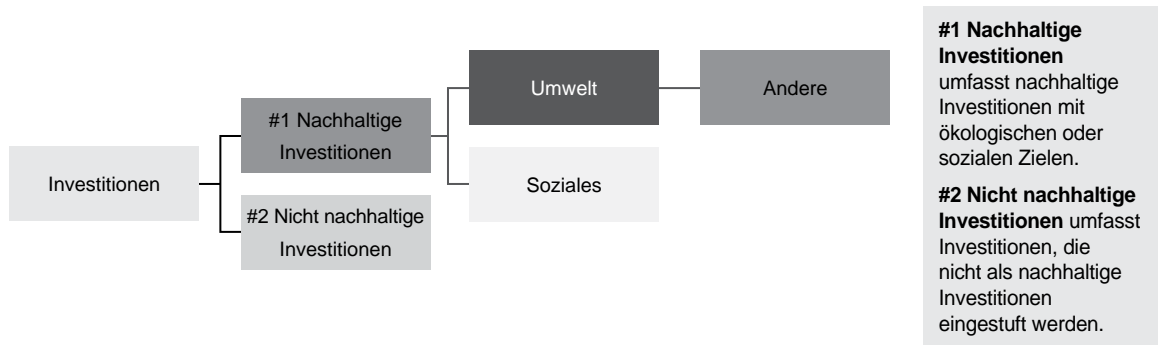 Investitionen
#1 Nachhaltige
Investitionen
#2 Nicht nachhaltige
Investitionen
Umwelt
Soziales
Andere
#1 Nachhaltige
Investitionen
umfasst nachhaltige
Investitionen mit
ökologischen oder
sozialen Zielen.
#2 Nicht nachhaltige
Investitionen umfasst
Investitionen, die
nicht als nachhaltige
Investitionen
eingestuft werden.